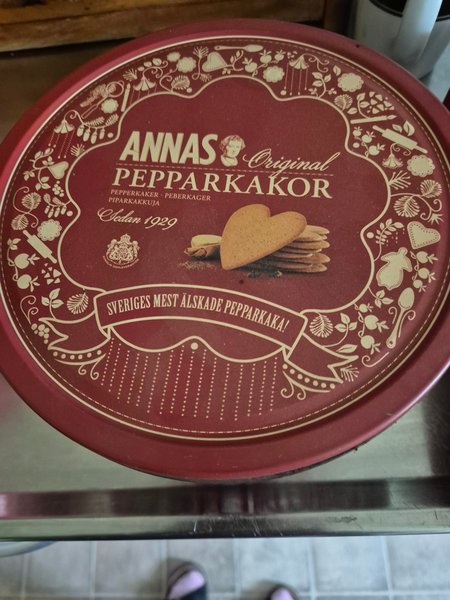 ANNAS Original
PEPPARKAKOR
PEPPERKAKER · PEBERKAGER
PIPARKAKKUJA
Sedan 1929
SVERIGES MEST ÄLSKADE PEPPARKAKA!